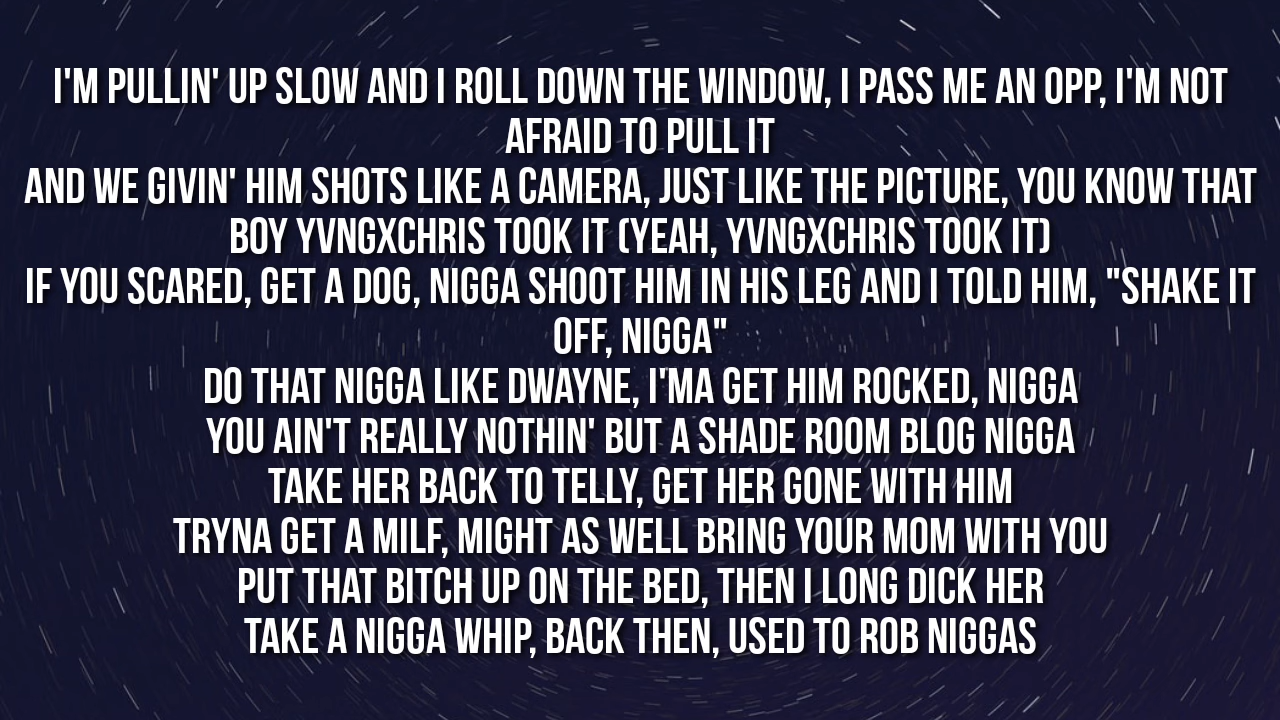 I'M PULLIN' UP SLOW AND I ROLL DOWN THE WINDOW, I PASS ME AN OPP, I'M NOT
AFRAID TO PULL IT
AND WE GIVIN' HIM SHOTS LIKE A CAMERA, JUST LIKE THE PICTURE, YOU KNOW THAT
BOY YVNGXCHRIS TOOK IT (YEAH, YVNGXCHRIS TOOK IT)
IF YOU SCARED, GET A DOG, NIGGA SHOOT HIM IN HIS LEG AND I TOLD HIM, "SHAKE IT
OFF, NIGGA"
DO THAT NIGGA LIKE DWAYNE, I'MA GET HIM ROCKED, NIGGA
YOU AIN'T REALLY NOTHIN' BUT A SHADE ROOM BLOG NIGGA
TAKE HER BACK TO TELLY, GET HER GONE WITH HIM
TRYNA GET A MILF, MIGHT AS WELL BRING YOUR MOM WITH YOU
PUT THAT BITCH UP ON THE BED, THEN I LONG DICK HER
TAKE A NIGGA WHIP, BACK THEN, USED TO ROB NIGGAS